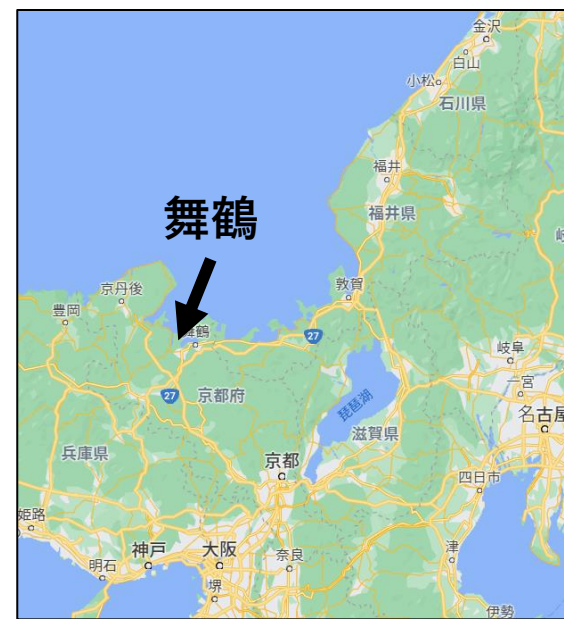 金沢
白山
小松
石川県
福井
福井県
舞鶴
敦賀
京丹後
豊岡
舞鶴
27
岐阜
一宮
27
京都府
琵琶湖
名古屋
滋賀県
兵庫県
京都
四日市
姫路
神戸
大阪
奈良
津
明石
堺
伊勢